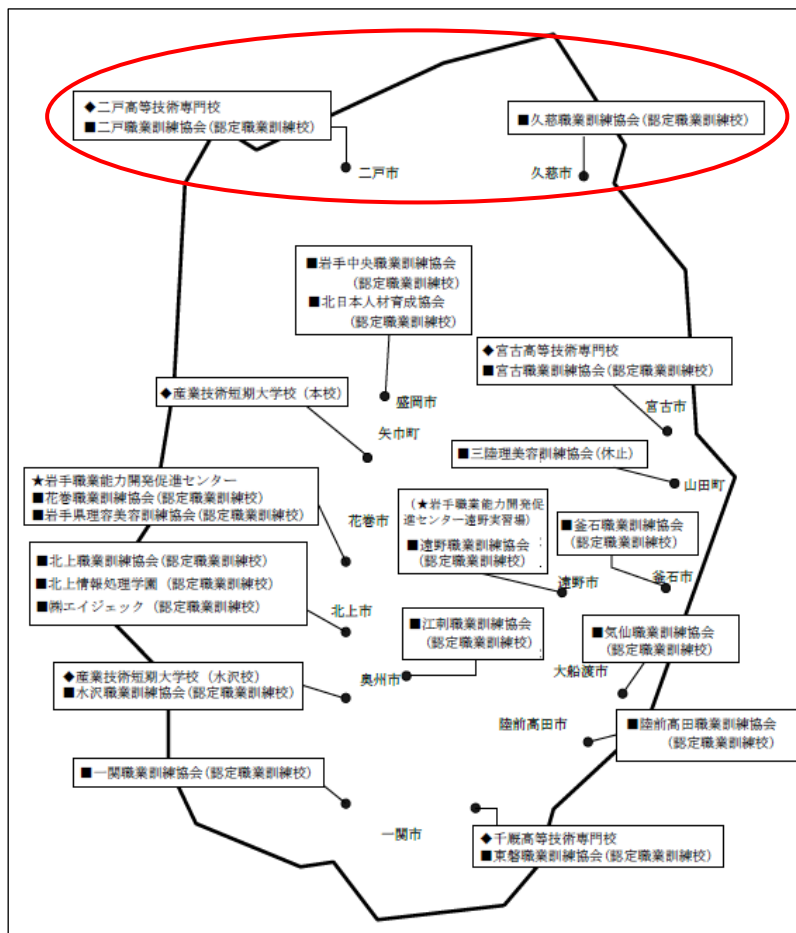 ◆二戸高等技術専門校
■二戸職業訓練協会(認定職業訓練校)
■久慈職業訓練協会(認定職業訓練校)
二戸市
久慈市
■岩手中央職業訓練協会
(認定職業訓練校)
■北日本人材育成協会
(認定職業訓練校)
盛岡市
◆宮古高等技術専門校
■宮古職業訓練協会(認定職業訓練校)
宮古市
◆産業技術短期大学校(本校)
矢巾町
■三陸理美容訓練協会(休止)
山田町
★岩手職業能力開発促進センター
■花巻職業訓練協会(認定職業訓練校)
■岩手県理容美容訓練協会(認定職業訓練校)
花巻市
(★岩手職業能力開発促
進センター遠野実習場)
■遠野職業訓練協会
(認定職業訓練校)
遠野市
■釜石職業訓練協会
(認定職業訓練校)
釜石市
■北上職業訓練協会(認定職業訓練校)
■北上情報処理学園(認定職業訓練校)
■㈱エイジェック(認定職業訓練校)
北上市
■江刺職業訓練協会
(認定職業訓練校)
奥州市
■気仙職業訓練協会
(認定職業訓練校)
大船渡市
◆産業技術短期大学校(水沢校)
■水沢職業訓練協会(認定職業訓練校)
陸前高田市
■陸前高田職業訓練協会
(認定職業訓練校)
■一関職業訓練協会(認定職業訓練校)
一関市
◆千厩高等技術専門校
■東磐職業訓練協会(認定職業訓練校)